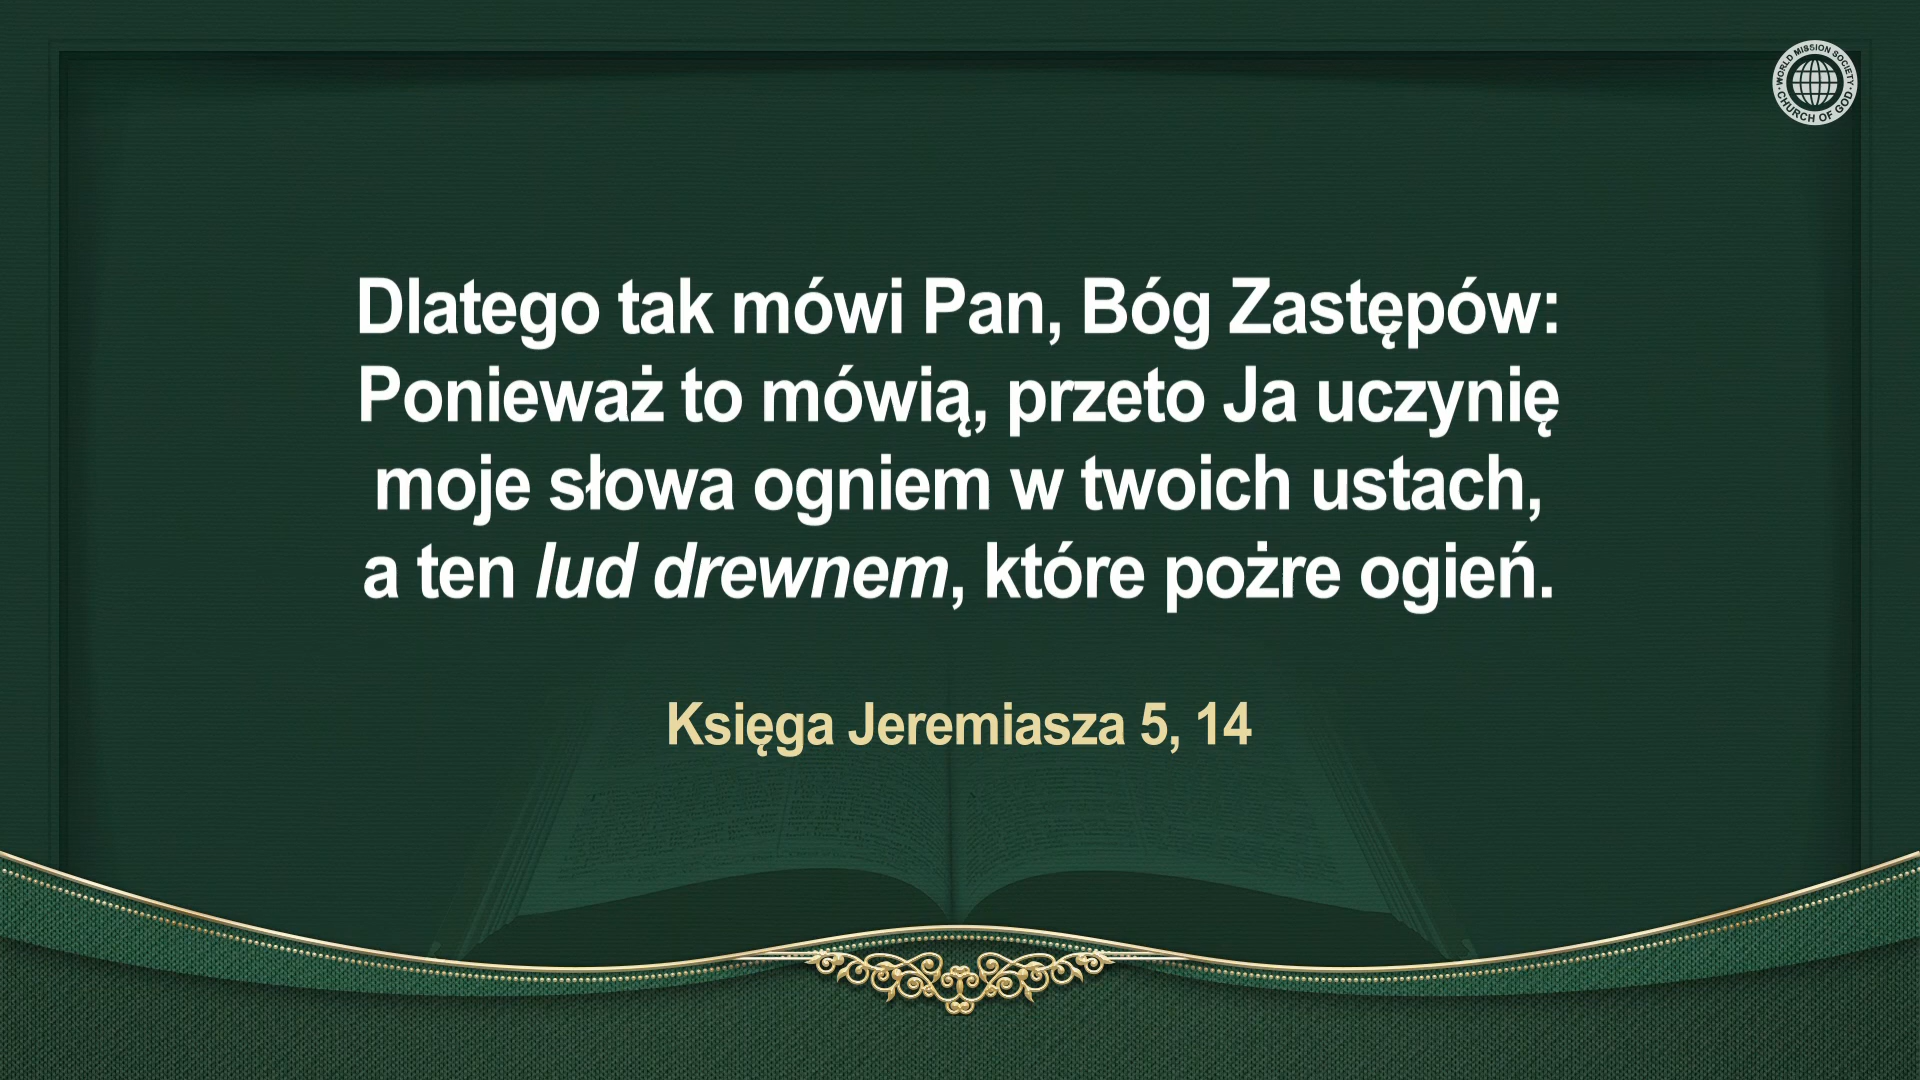 WORLD MISSION SOCIETY
CHURCH OF GOD
Dlatego tak mówi Pan, Bóg Zastępów:
Ponieważ to mówią, przeto Ja uczynię
moje słowa ogniem w twoich ustach,
a ten lud drewnem, które pożre ogień.
Księga Jeremiasza 5, 14